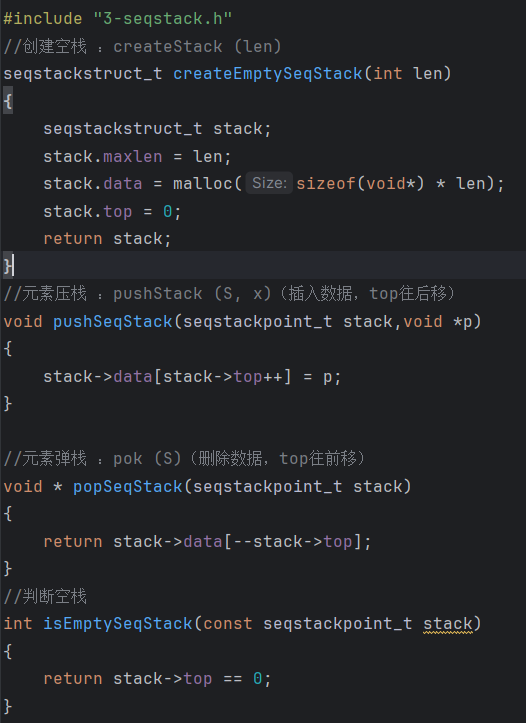 #include "3-seqstack.h"
//创建空栈 ：createStack (len)
seqstackstruct_t createEmptySeqStack(int len)
{
    seqstackstruct_t stack;
    stack.maxlen = len;
    stack.data = malloc( Size: sizeof(void*) * len);
    stack.top = 0;
    return stack;
}
//元素压栈 ：pushStack (S, x)（插入数据，top往后移）
void pushSeqStack(seqstackpoint_t stack,void *p)
{
    stack->data[stack->top++] = p;
}

//元素弹栈 ：pok (S)（删除数据，top往前移）
void * popSeqStack(seqstackpoint_t stack)
{
    return stack->data[--stack->top];
}
//判断空栈
int isEmptySeqStack(const seqstackpoint_t stack)
{
    return stack->top == 0;
}